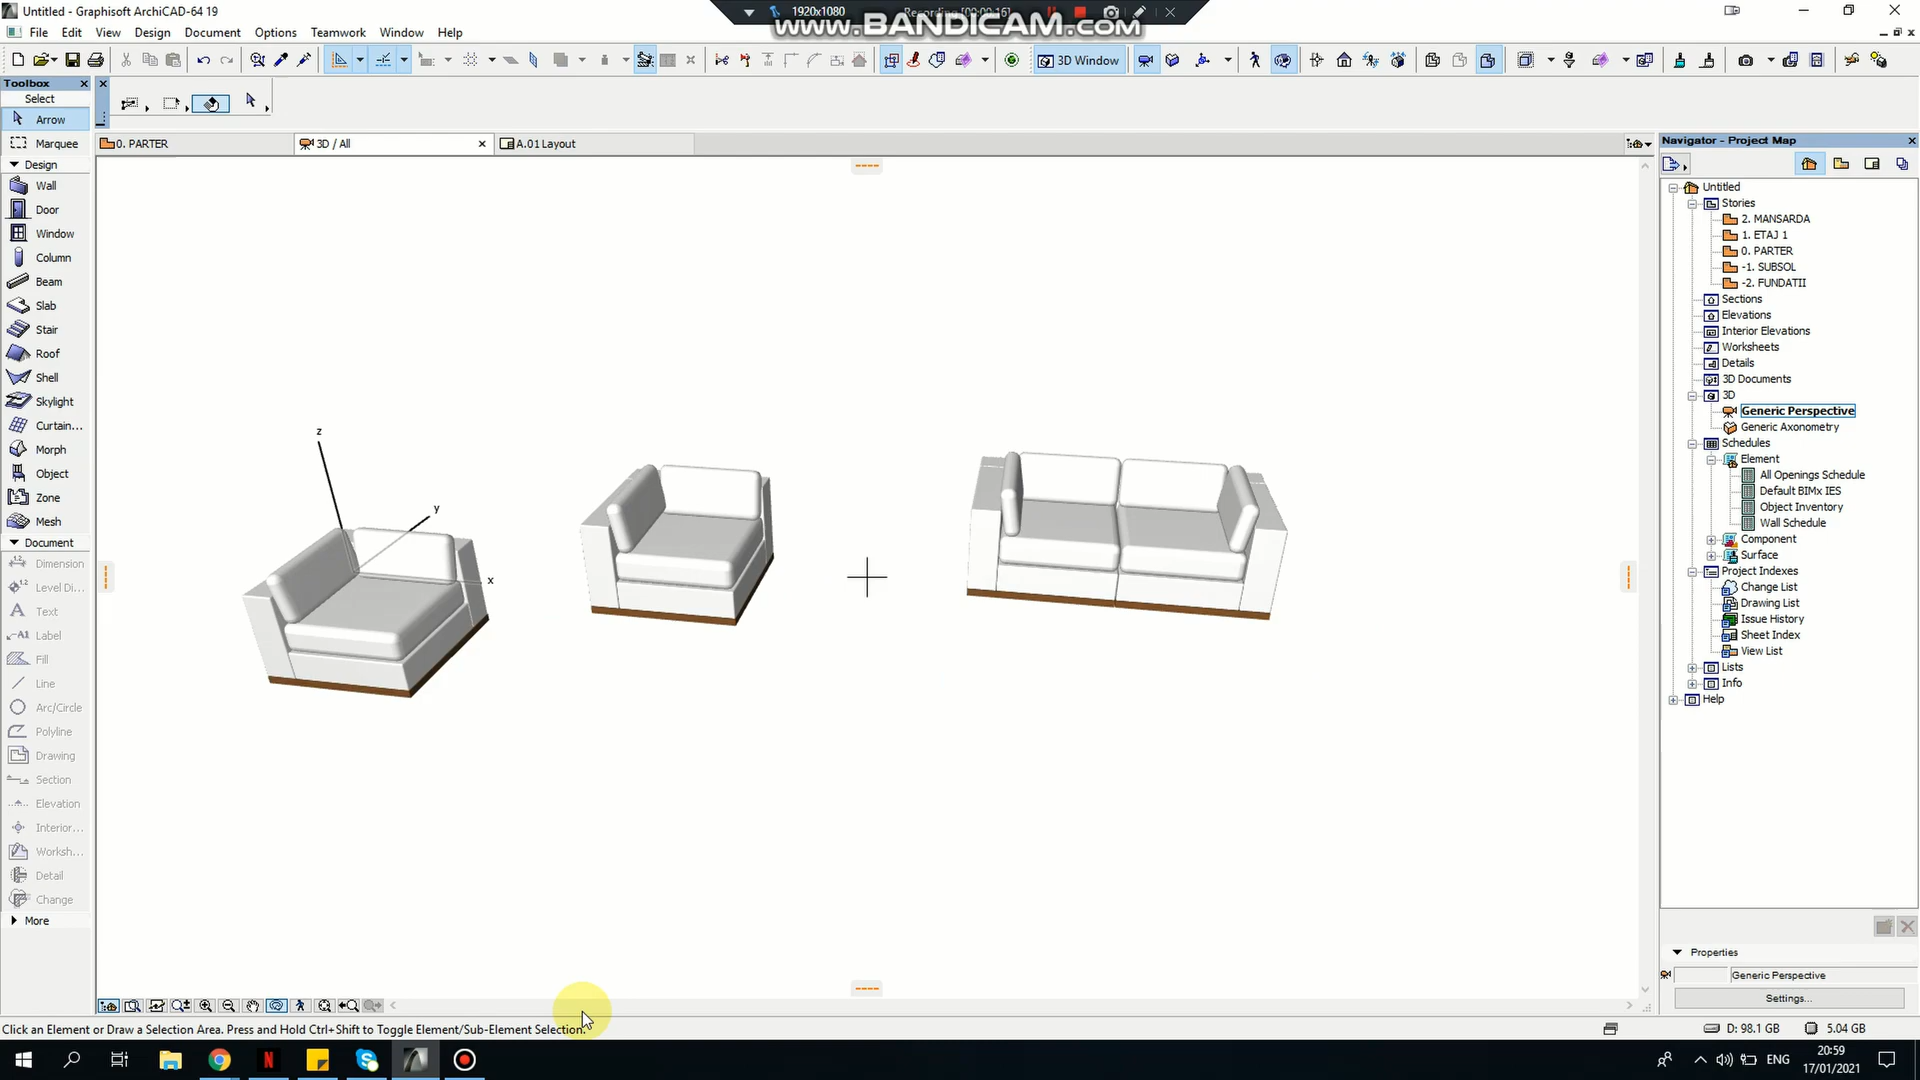 Untitled - Graphisoft ArchiCAD-64 19
1920x1080
Recording [00:00:16]
www.BANDICAM.com
File Edit View Design Document Options Teamwork Window Help
3D Window
Toolbox
Select
Arrow
Marquee
Design
Wall
Door
Window
Column
Beam
Slab
Stair
Roof
Shell
Skylight
Curtain...
Morph
Object
Zone
Mesh
Document
Dimension
Level Di...
Text
Label
Fill
Line
Arc/Circle
Polyline
Drawing
Section
Elevation
Interior...
Worksh...
Detail
Change
More
0. PARTER
3D / All
A.01 Layout
z
y
x
Navigator - Project Map
Untitled
Stories
2. MANSARDA
1. ETAJ 1
0. PARTER
-1. SUBSOL
-2. FUNDATII
Sections
Elevations
Interior Elevations
Worksheets
Details
3D Documents
3D
Generic Perspective
Generic Axonometry
Schedules
Element
All Openings Schedule
Default BIMx IES
Object Inventory
Wall Schedule
Component
Surface
Project Indexes
Change List
Drawing List
Issue History
Sheet Index
View List
Lists
Info
Help
Properties
Generic Perspective
Settings...
Click an Element or Draw a Selection Area. Press and Hold Ctrl+Shift to Toggle Element/Sub-Element Selection.
D: 98.1 GB
5.04 GB
ENG
20:59
17/01/2021